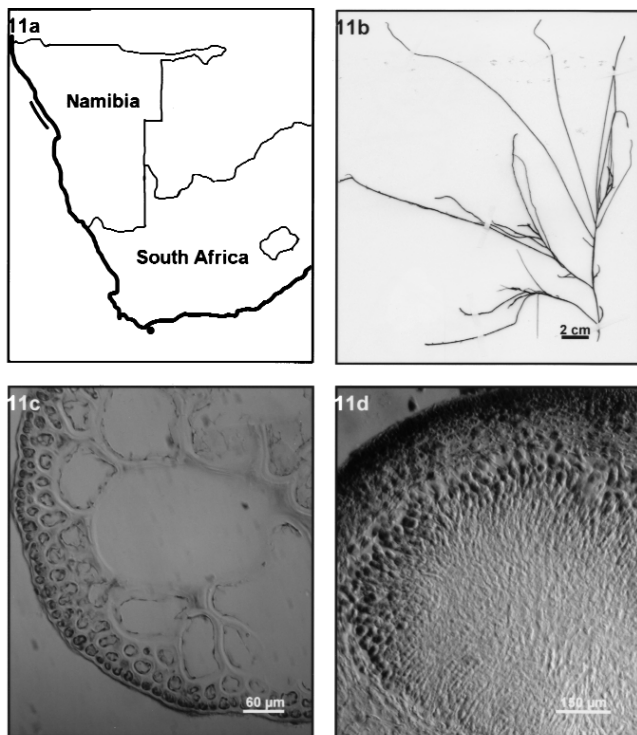 11a
Namibia
South Africa
11b
2 cm
11c
60 µm
11d
150 µm